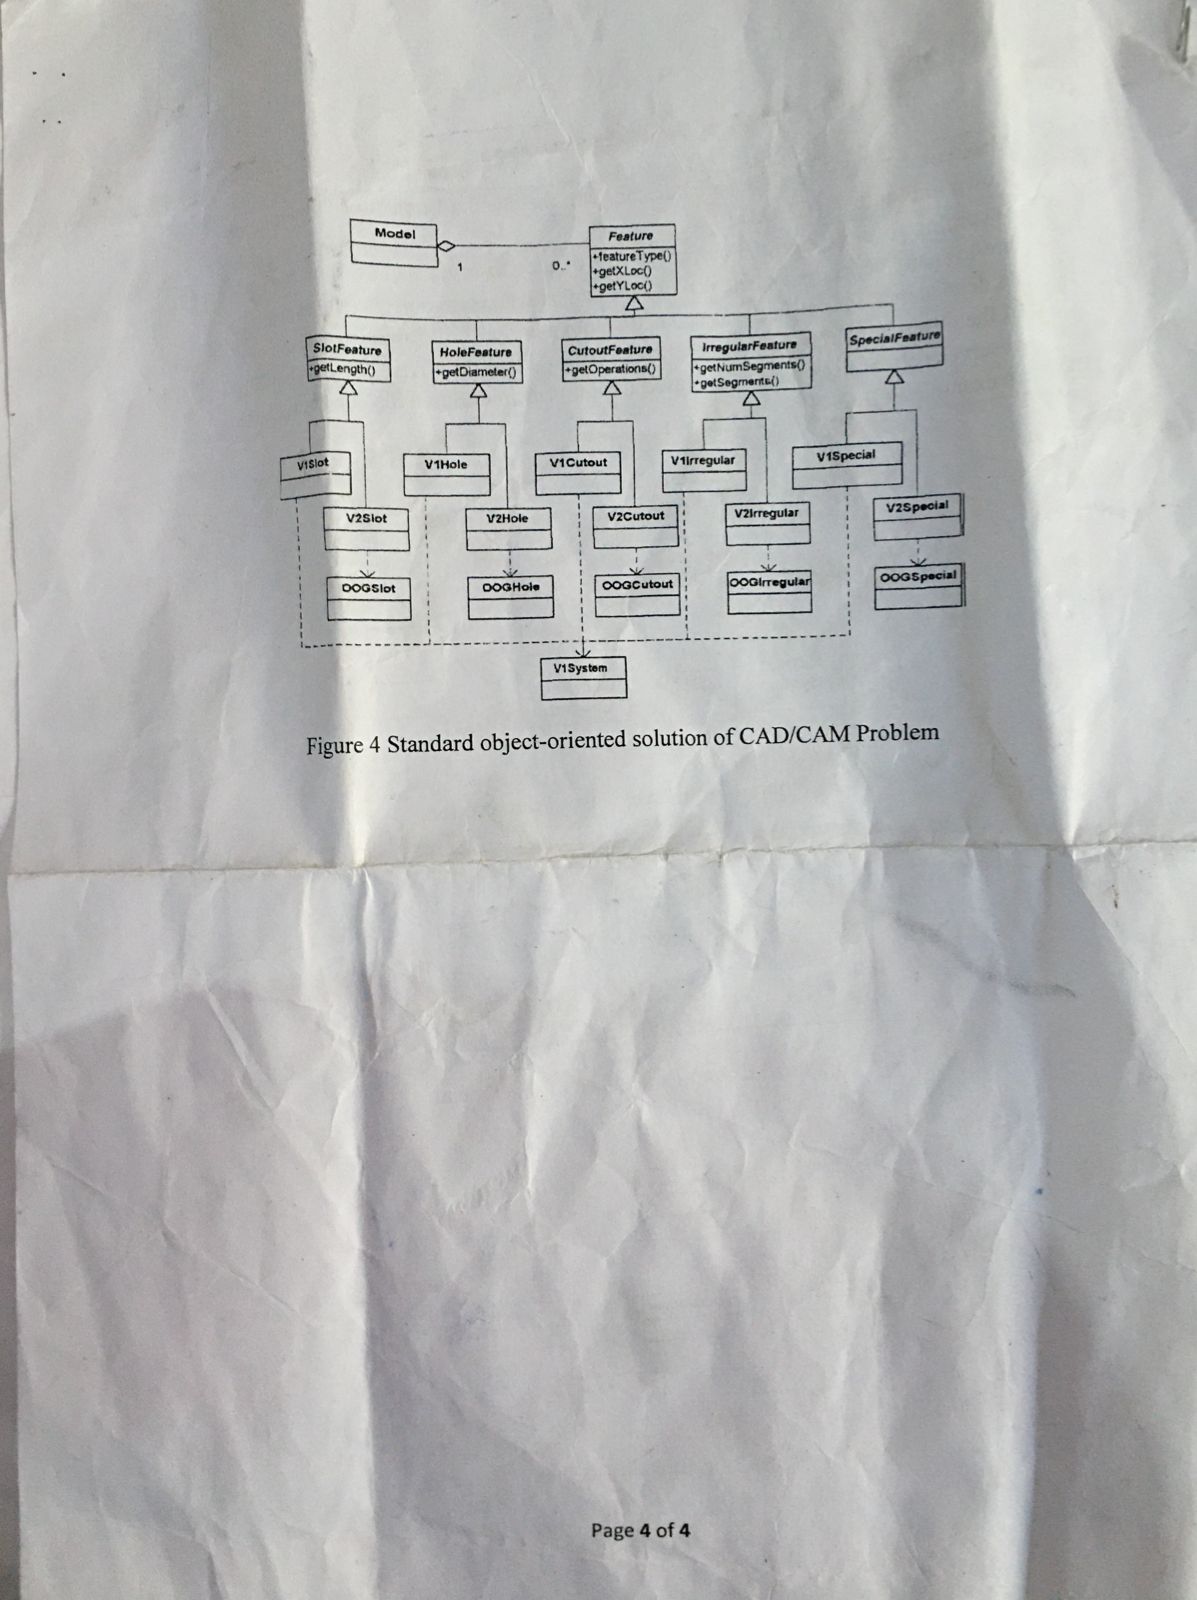 Model
Feature
+featureType()
+getXLoc()
+getYLoc()
1
0..*
SlotFeature
+getLength()
HoleFeature
+getDiameter()
CutoutFeature
+getOperations()
IrregularFeature
+getNumSegments()
+getSegments()
SpecialFeature
V1Slot
V1Hole
V1Cutout
V1Irregular
V1Special
V2Slot
V2Hole
V2Cutout
V2Irregular
V2Special
OOGSlot
OOGHole
OOGCutout
OOGIrregular
OOGSpecial
V1System
Figure 4 Standard object-oriented solution of CAD/CAM Problem
Page 4 of 4